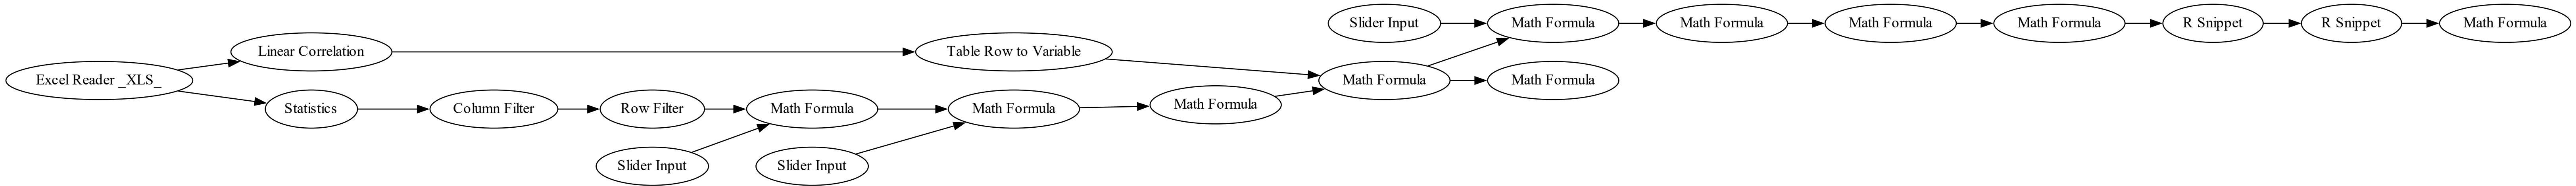 Slider Input
Math Formula
Math Formula
Math Formula
Math Formula
R Snippet
R Snippet
Math Formula
Linear Correlation
Table Row to Variable
Excel Reader _XLS_
Math Formula
Math Formula
Statistics
Column Filter
Row Filter
Math Formula
Math Formula
Math Formula
Slider Input
Slider Input